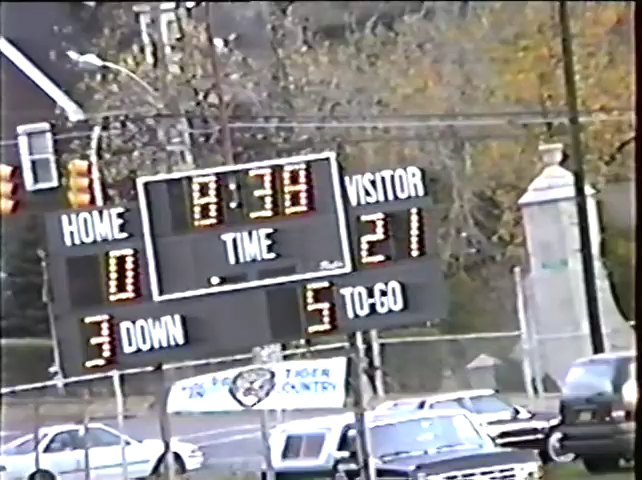 8:38
VISITOR
HOME
21
TIME
0
5 TO-GO
3 DOWN
TIGER
COUNTRY